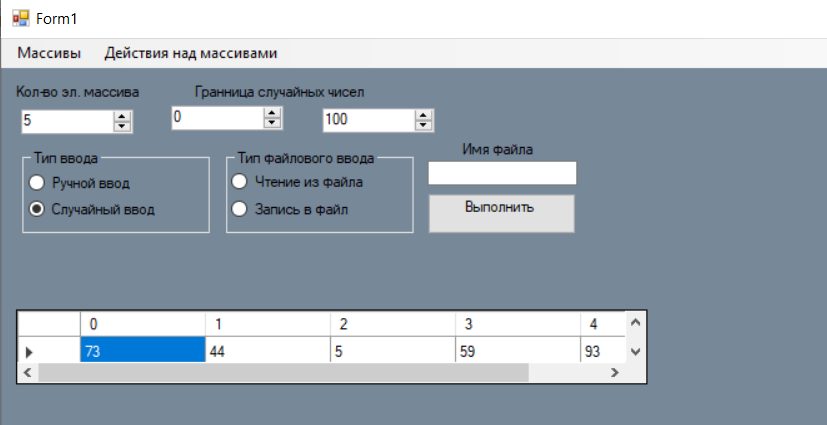 Form1
Массивы Действия над массивами
Кол-во эл. массива Гранница случайных чисел
5 0 100
Тип ввода Тип файлового ввода Имя файла
Ручной ввод Чтение из файла
Случайный ввод Запись в файл Выполнить
0 1 2 3 4
73 44 5 59 93